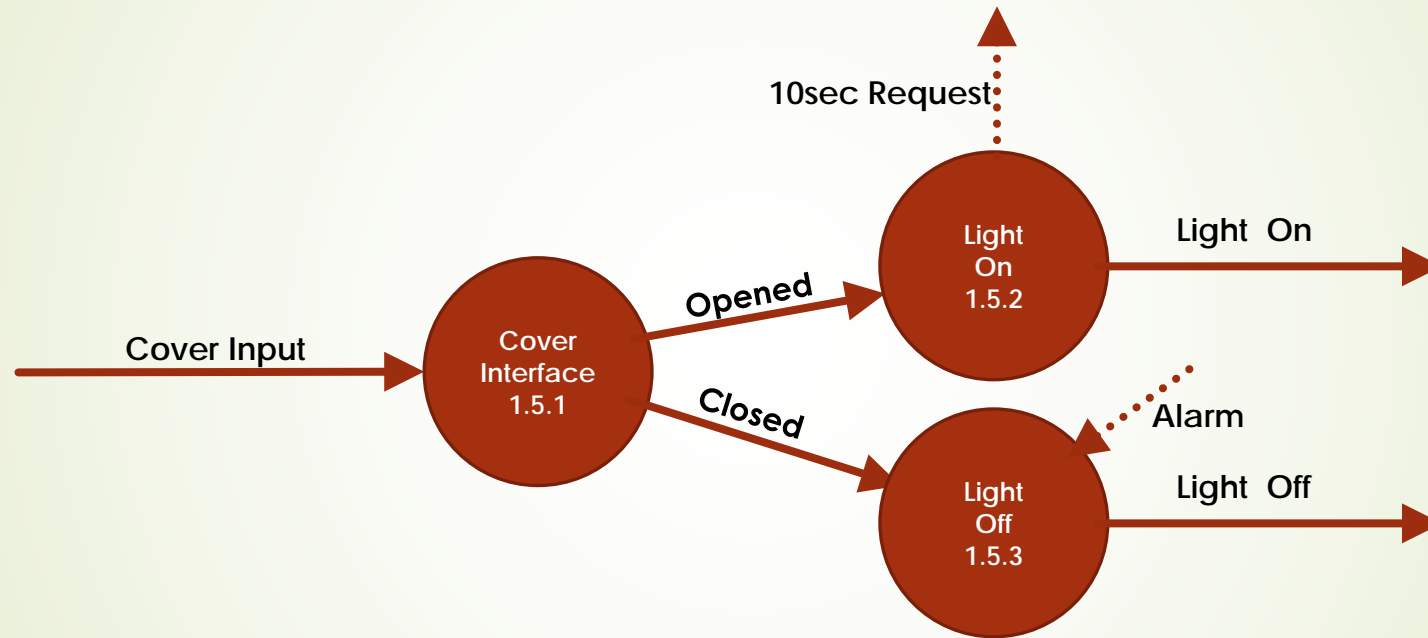 10sec Request
Light
On
1.5.2
Light On
Opened
Cover Input
Cover
Interface
1.5.1
Closed
Alarm
Light
Off
1.5.3
Light Off